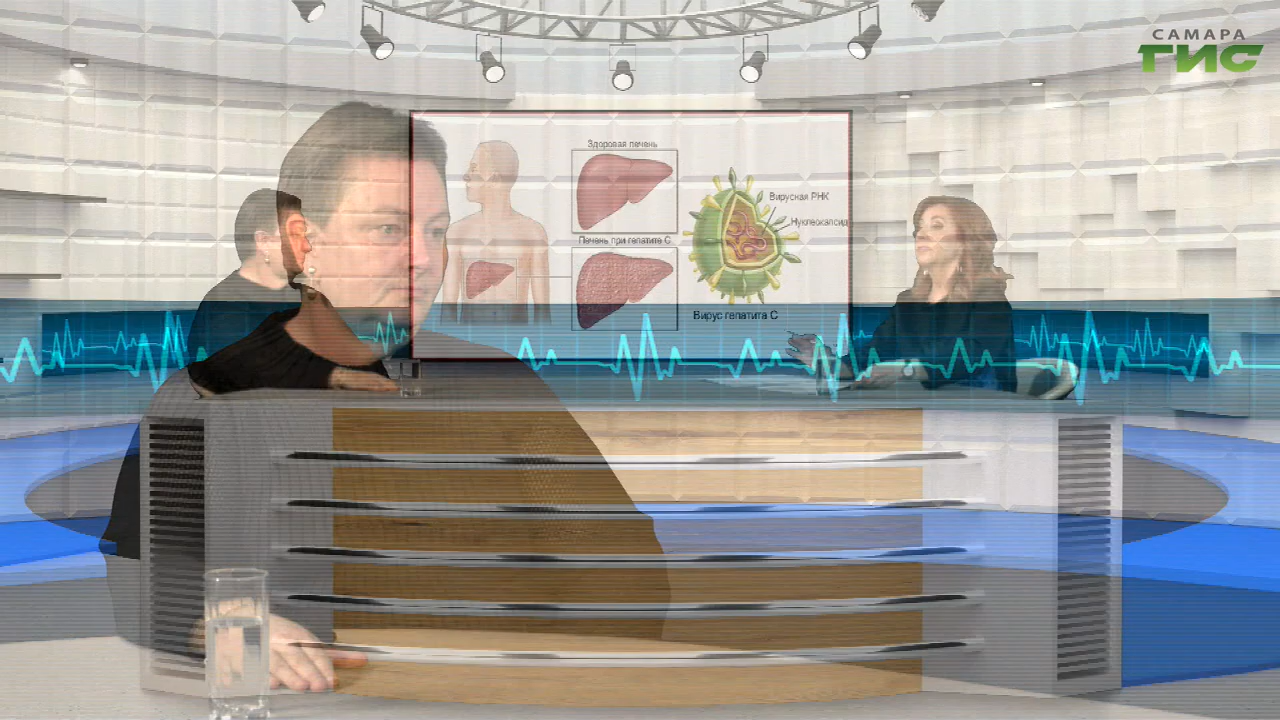 САМАРА
ГИС
Здоровая печень
Вирусная РНК
Нуклеокапсид
Печень при гепатите С
Вирус гепатита С